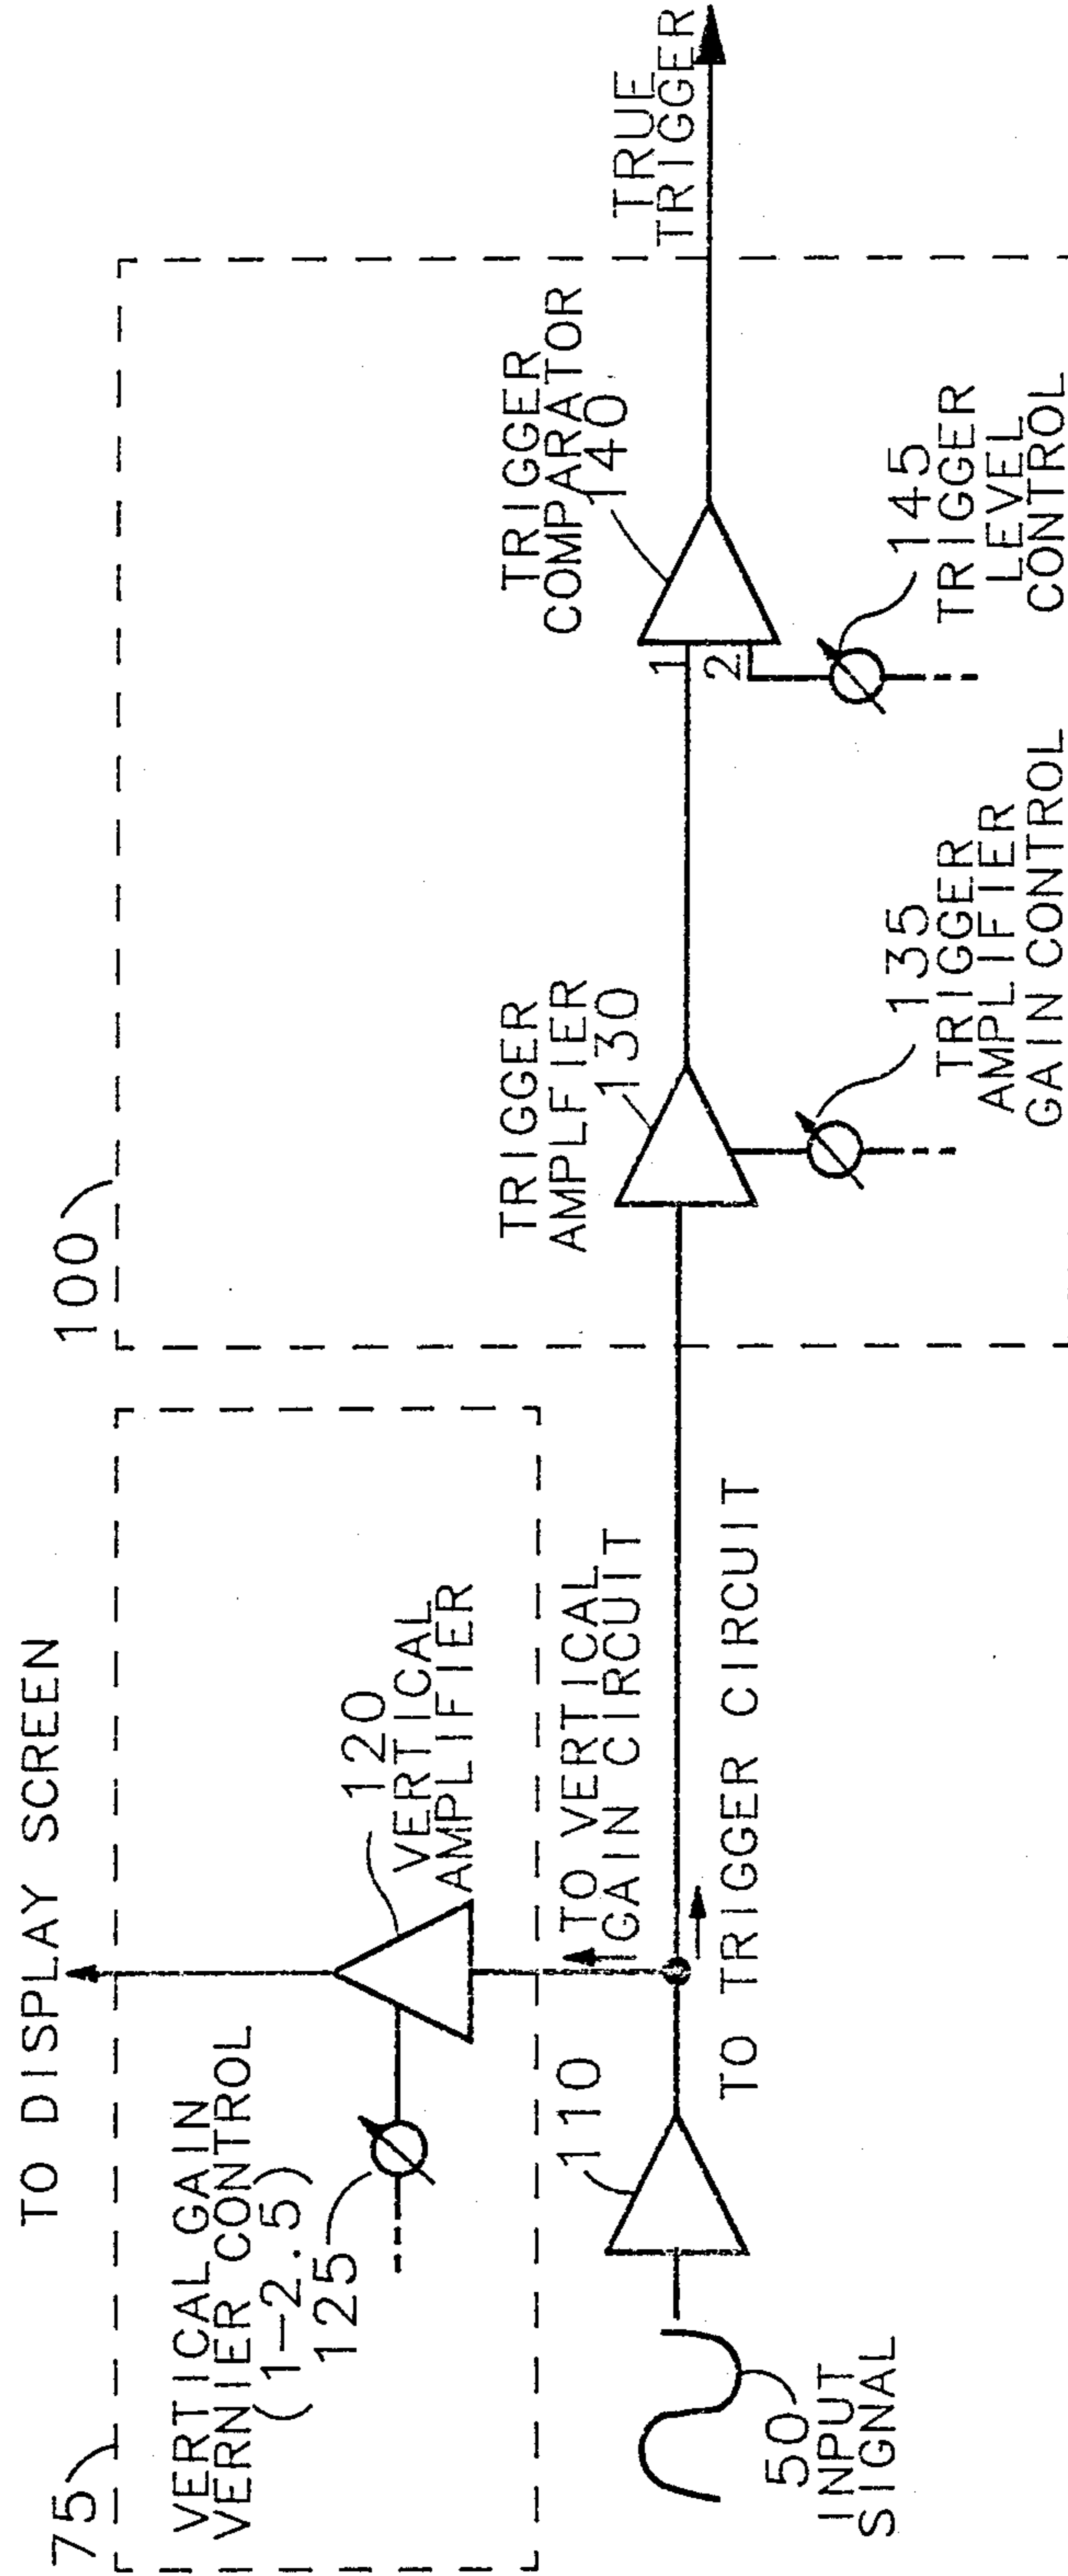 TO DISPLAY SCREEN
75
VERTICAL GAIN
VERNIER CONTROL
(1-2.5)
125
120
VERTICAL
AMPLIFIER
100
TO VERTICAL
GAIN CIRCUIT
110
TO TRIGGER CIRCUIT
50
INPUT
SIGNAL
TRIGGER
AMPLFIER
130
135
TRIGGER
AMPLIFIER
GAIN CONTROL
TRIGGER
COMPARATOR
140
1
2
145
TRIGGER
LEVEL
CONTROL
TRUE
TRIGGER